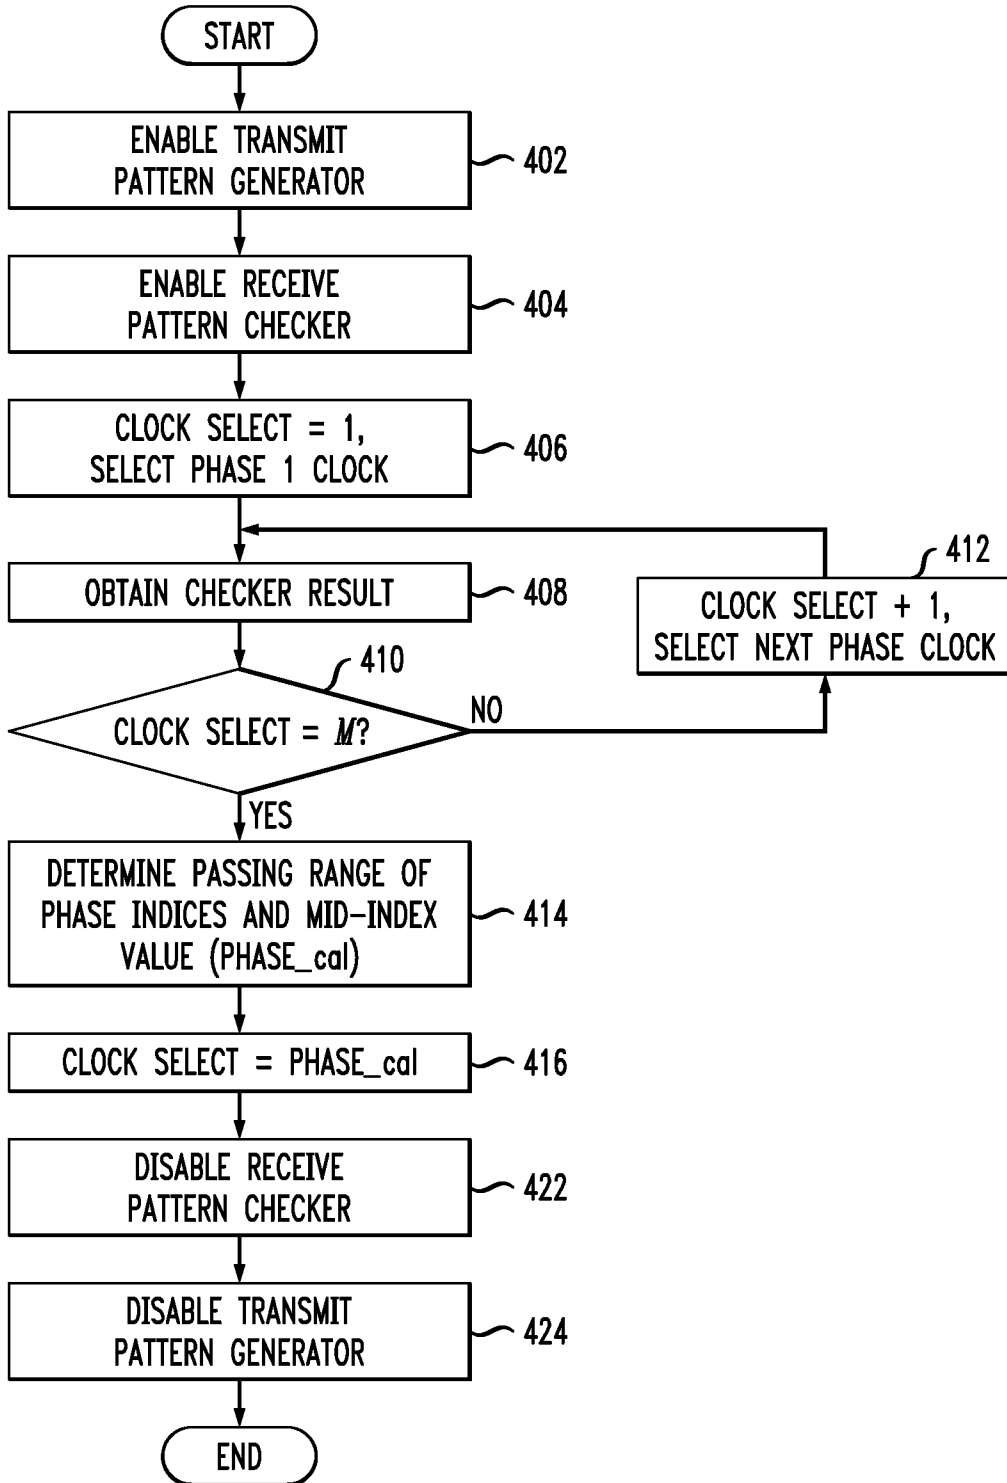 START
ENABLE TRANSMIT
PATTERN GENERATOR
402
ENABLE RECEIVE
PATTERN CHECKER
404
CLOCK SELECT = 1,
SELECT PHASE 1 CLOCK
406
OBTAIN CHECKER RESULT
408
412
CLOCK SELECT + 1,
SELECT NEXT PHASE CLOCK
410
CLOCK SELECT = M?
NO
YES
DETERMINE PASSING RANGE OF
PHASE INDICES AND MID-INDEX
VALUE (PHASE_cal)
414
CLOCK SELECT = PHASE_cal
416
DISABLE RECEIVE
PATTERN CHECKER
422
DISABLE TRANSMIT
PATTERN GENERATOR
424
END